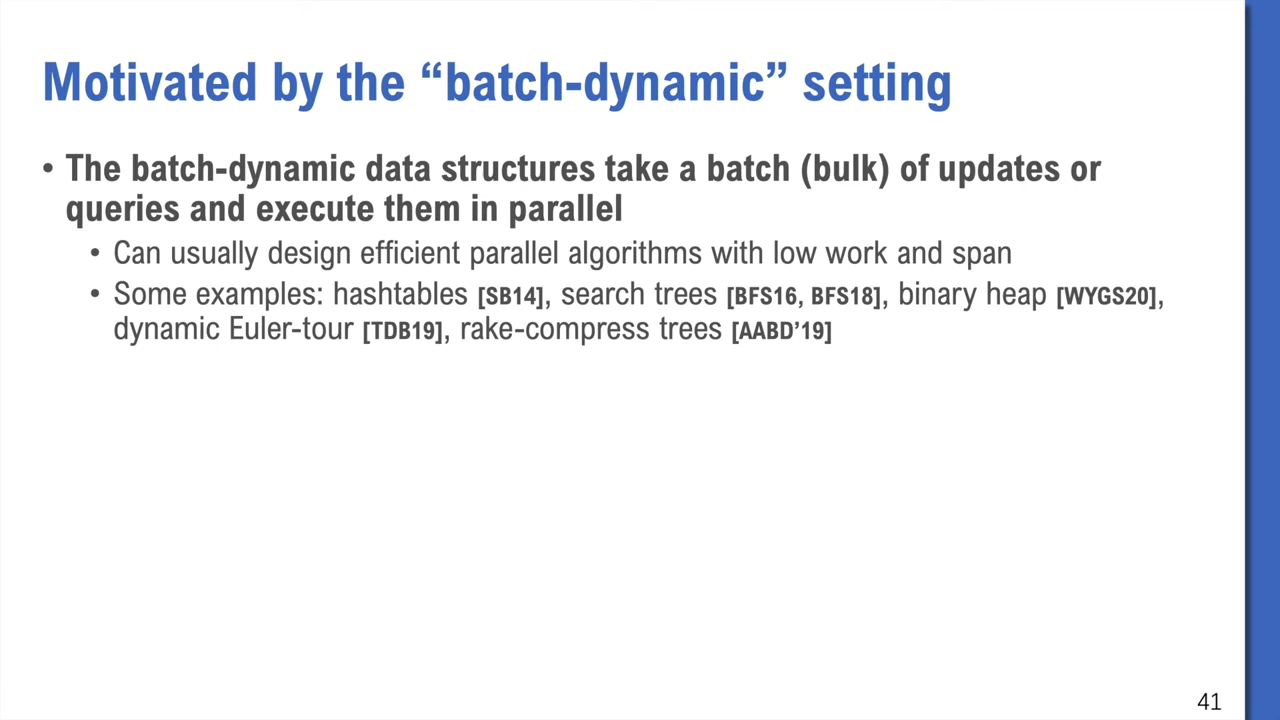 Motivated by the “batch-dynamic” setting
• The batch-dynamic data structures take a batch (bulk) of updates or
queries and execute them in parallel
• Can usually design efficient parallel algorithms with low work and span
• Some examples: hashtables [SB14], search trees [BFS16, BFS18], binary heap [WYGS20],
dynamic Euler-tour [TDB19], rake-compress trees [AABD’19]
41